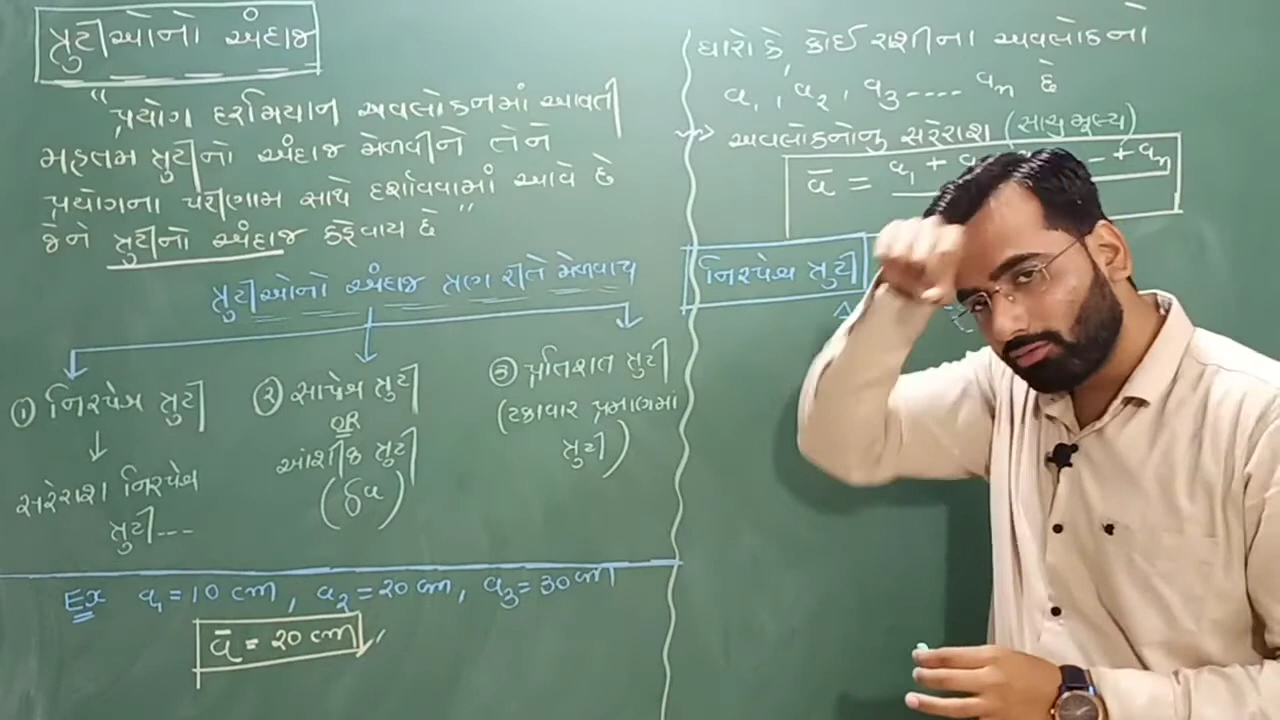 ત્રુટીઓનો અંદાજ
"પ્રયોગ દરમિયાન અવલોકનમાં આવતી
મહત્તમ ત્રુટીનો અંદાજ મેળવીને તેને
પ્રયોગના પરીણામ સાથે દર્શાવવામાં આવે છે
જેને ત્રુટીનો અંદાજ કહેવાય છે"
ત્રુટીઓનો અંદાજ ત્રણ રીતે મેળવાય
① નિરપેક્ષ ત્રુટી
સરેરાશ નિરપેક્ષ
ત્રુટી---
② સાપેક્ષ ત્રુટી
OR
આંશીક ત્રુટી
(δa)
③ પ્રતિશત ત્રુટી
(ટકાવાર પ્રમાણમાં
ત્રુટી)
Ex a₁ = 10 cm, a₂ = 20 cm, a₃ = 30 cm
ā = 20 cm
ધારો કે, કોઈ રાશીના અવલોકનો
a₁, a₂, a₃.... aₙ છે
અવલોકનોનુ સરેરાશ (સાચુ મૂલ્ય)
ā = a₁ + - + aₙ
નિરપેક્ષ ત્રુટી